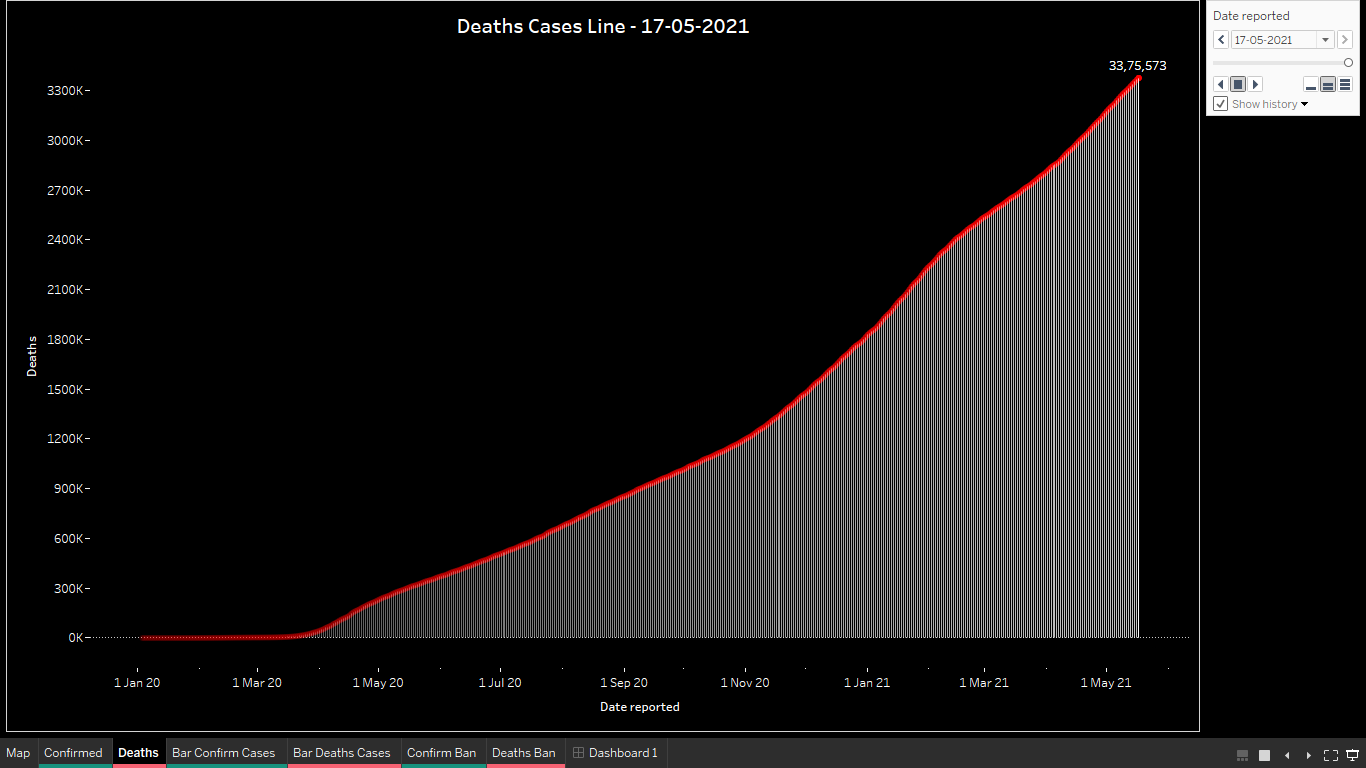 Deaths Cases Line - 17-05-2021
Date reported
17-05-2021
Show history
33,75,573
3300K
3000K
2700K
2400K
2100K
1800K
1500K
1200K
900K
600K
300K
0K
Deaths
1 Jan 20
1 Mar 20
1 May 20
1 Jul 20
1 Sep 20
1 Nov 20
1 Jan 21
1 Mar 21
1 May 21
Date reported
Map
Confirmed
Deaths
Bar Confirm Cases
Bar Deaths Cases
Confirm Ban
Deaths Ban
Dashboard 1